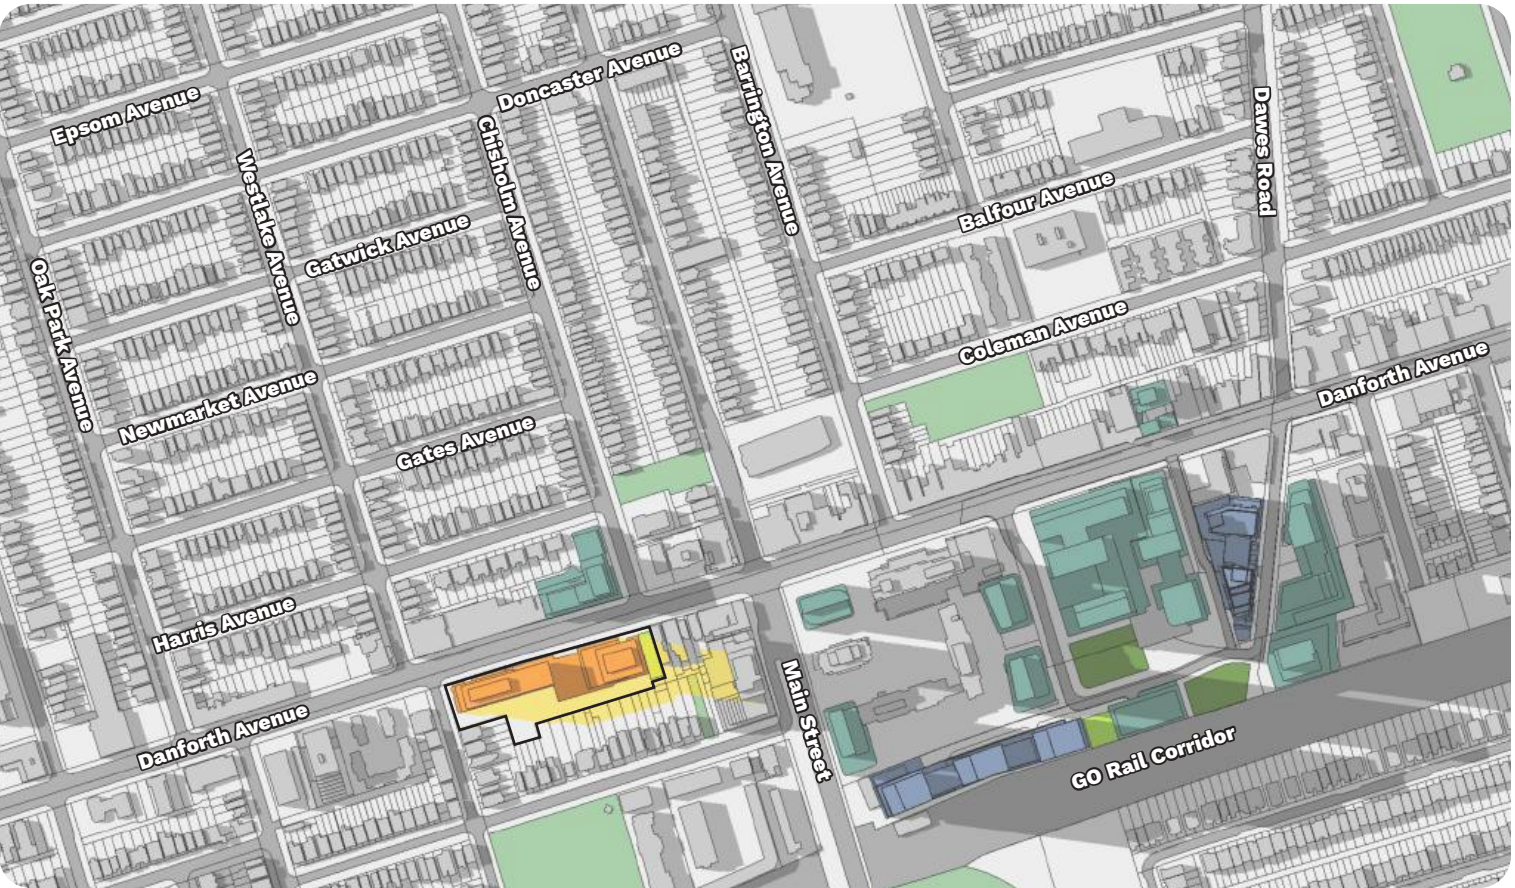 Doncaster Avenue
Epsom Avenue
Barrington Avenue
Dawes Road
Chisholm Avenue
Westlake Avenue
Balfour Avenue
Gatwick Avenue
Oak Park Avenue
Coleman Avenue
Danforth Avenue
Newmarket Avenue
Gates Avenue
Harris Avenue
Main Street
Danforth Avenue
GO Rail Corridor